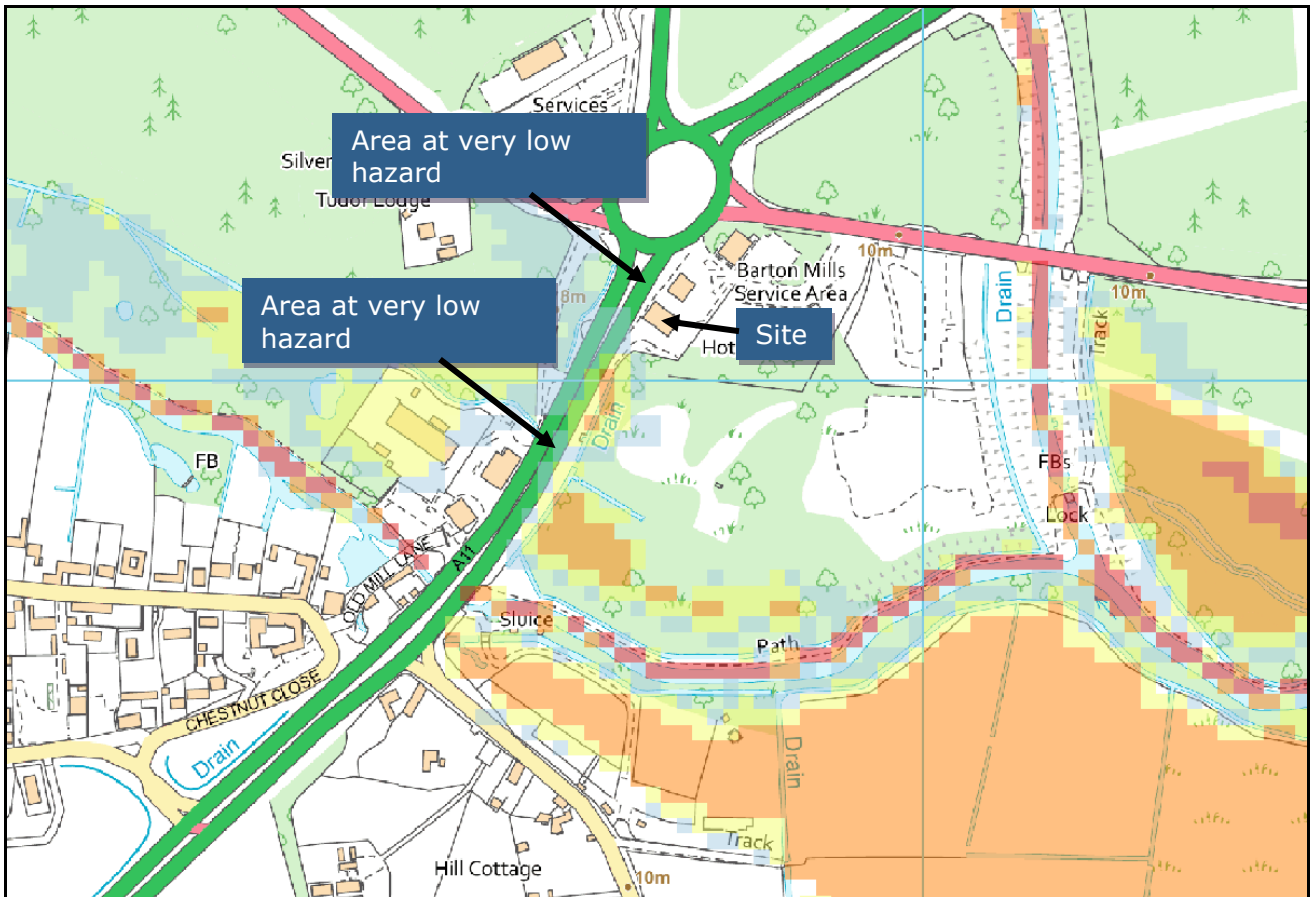 Services
Area at very low
hazard
Silver
Tudor Lodge
10m
Barton Mills
Service Area
Drain
10m
Track
8m
Area at very low
hazard
Site
Hot
Drain
FB
FBs
Lock
OLD MILL LANE
A11
Sluice
Path
CHESTNUT CLOSE
Drain
Drain
Track
Hill Cottage
10m